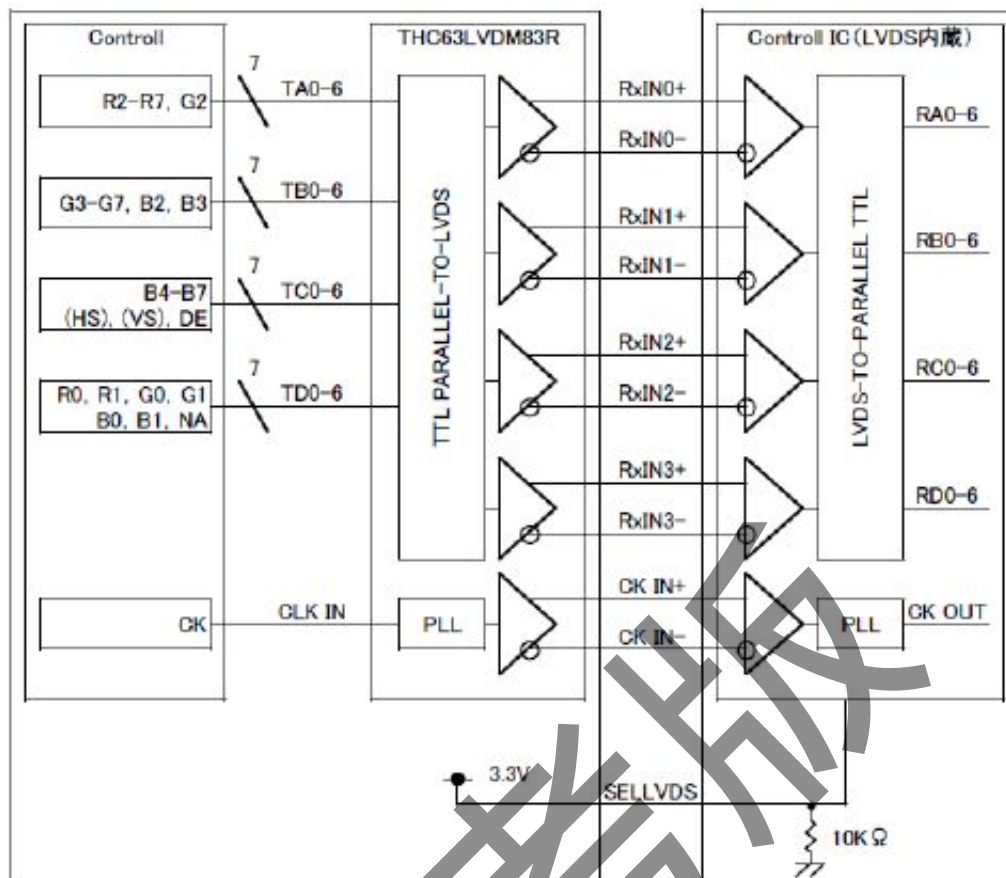 Controll
THC63LVDM83R
Controll IC(LVDS内蔵)
7
R2-R7, G2
TA0-6
RxIN0+
RxIN0-
RA0-6
7
G3-G7, B2, B3
TB0-6
RxIN1+
RxIN1-
RB0-6
7
B4-B7
(HS), (VS), DE
TC0-6
RxIN2+
RxIN2-
RC0-6
7
R0, R1, G0, G1
B0, B1, NA
TD0-6
RxIN3+
RxIN3-
RD0-6
TTL PARALLEL-TO-LVDS
LVDS-TO-PARALLEL TTL
CK
CLK IN
PLL
CK IN+
CK IN-
PLL
CK OUT
3.3V
SELLVDS
10KΩ
考版